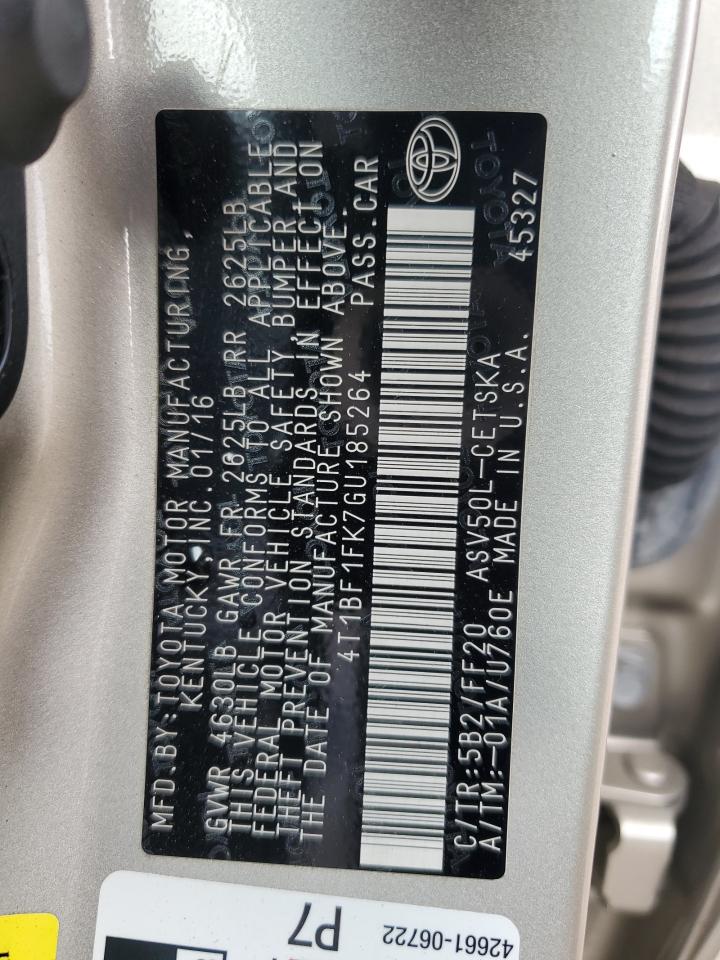 MFD.BY:TOYOTA MOTOR MANUFACTURING,
KENTUCKY,INC. 01/16
GVWR 4630LB GAWR FR 2625LB RR 2625LB
THIS VEHICLE CONFORMS TO ALL APPLICABLE
FEDERAL MOTOR VEHICLE SAFETY, BUMPER,AND
THEFT PREVENTION STANDARDS IN EFFECT ON
THE DATE OF MANUFACTURE SHOWN ABOVE.
4T1BF1FK7GU185264 PASS.CAR
C/TR:5B27FF20 ASV50L-CETSKA 45327
A/TM:-01A/U760E MADE IN U.S.A.
TOYOTA
P7
42661-06722